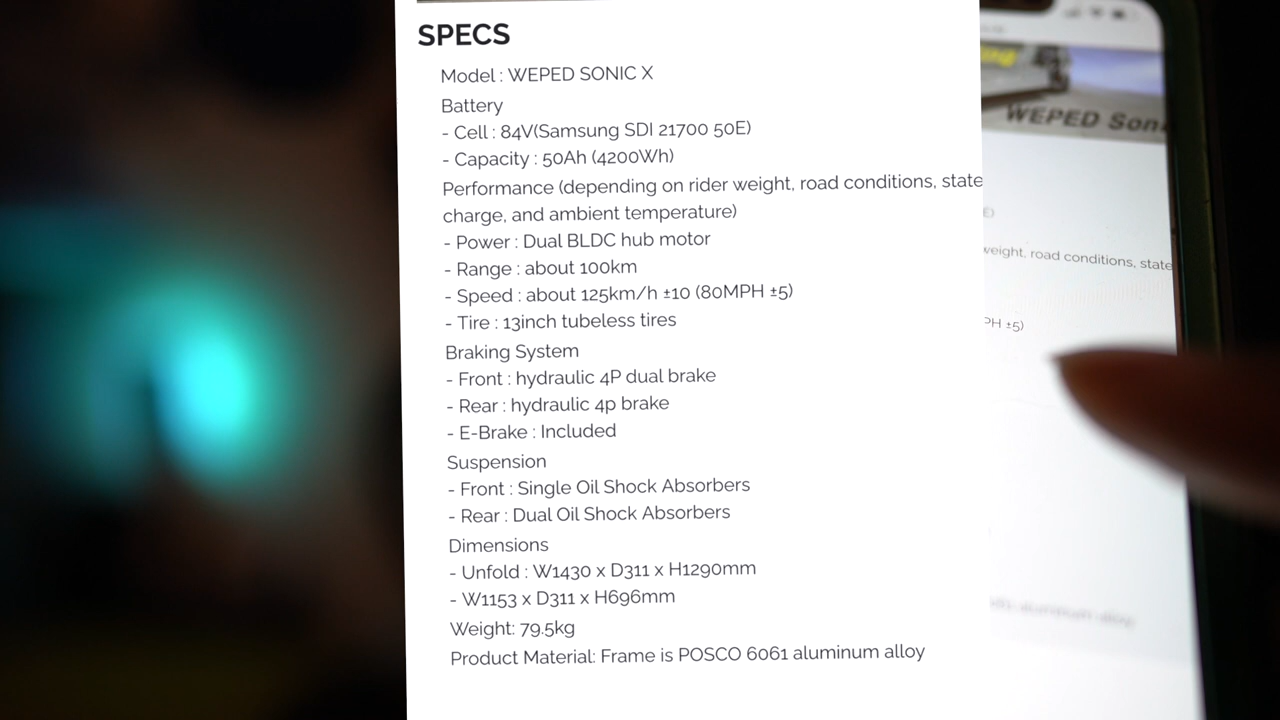 SPECS
Model : WEPED SONIC X
Battery
- Cell : 84V(Samsung SDI 21700 50E)
- Capacity : 50Ah (4200Wh)
Performance (depending on rider weight, road conditions, state
charge, and ambient temperature)
- Power : Dual BLDC hub motor
- Range : about 100km
- Speed : about 125km/h ±10 (80MPH ±5)
- Tire : 13inch tubeless tires
Braking System
- Front : hydraulic 4P dual brake
- Rear : hydraulic 4p brake
- E-Brake : Included
Suspension
- Front : Single Oil Shock Absorbers
- Rear : Dual Oil Shock Absorbers
Dimensions
- Unfold : W1430 x D311 x H1290mm
- W1153 x D311 x H696mm
Weight: 79.5kg
Product Material: Frame is POSCO 6061 aluminum alloy
WEPED Soni
E)
weight, road conditions, state
PH ±5)
aluminum alloy